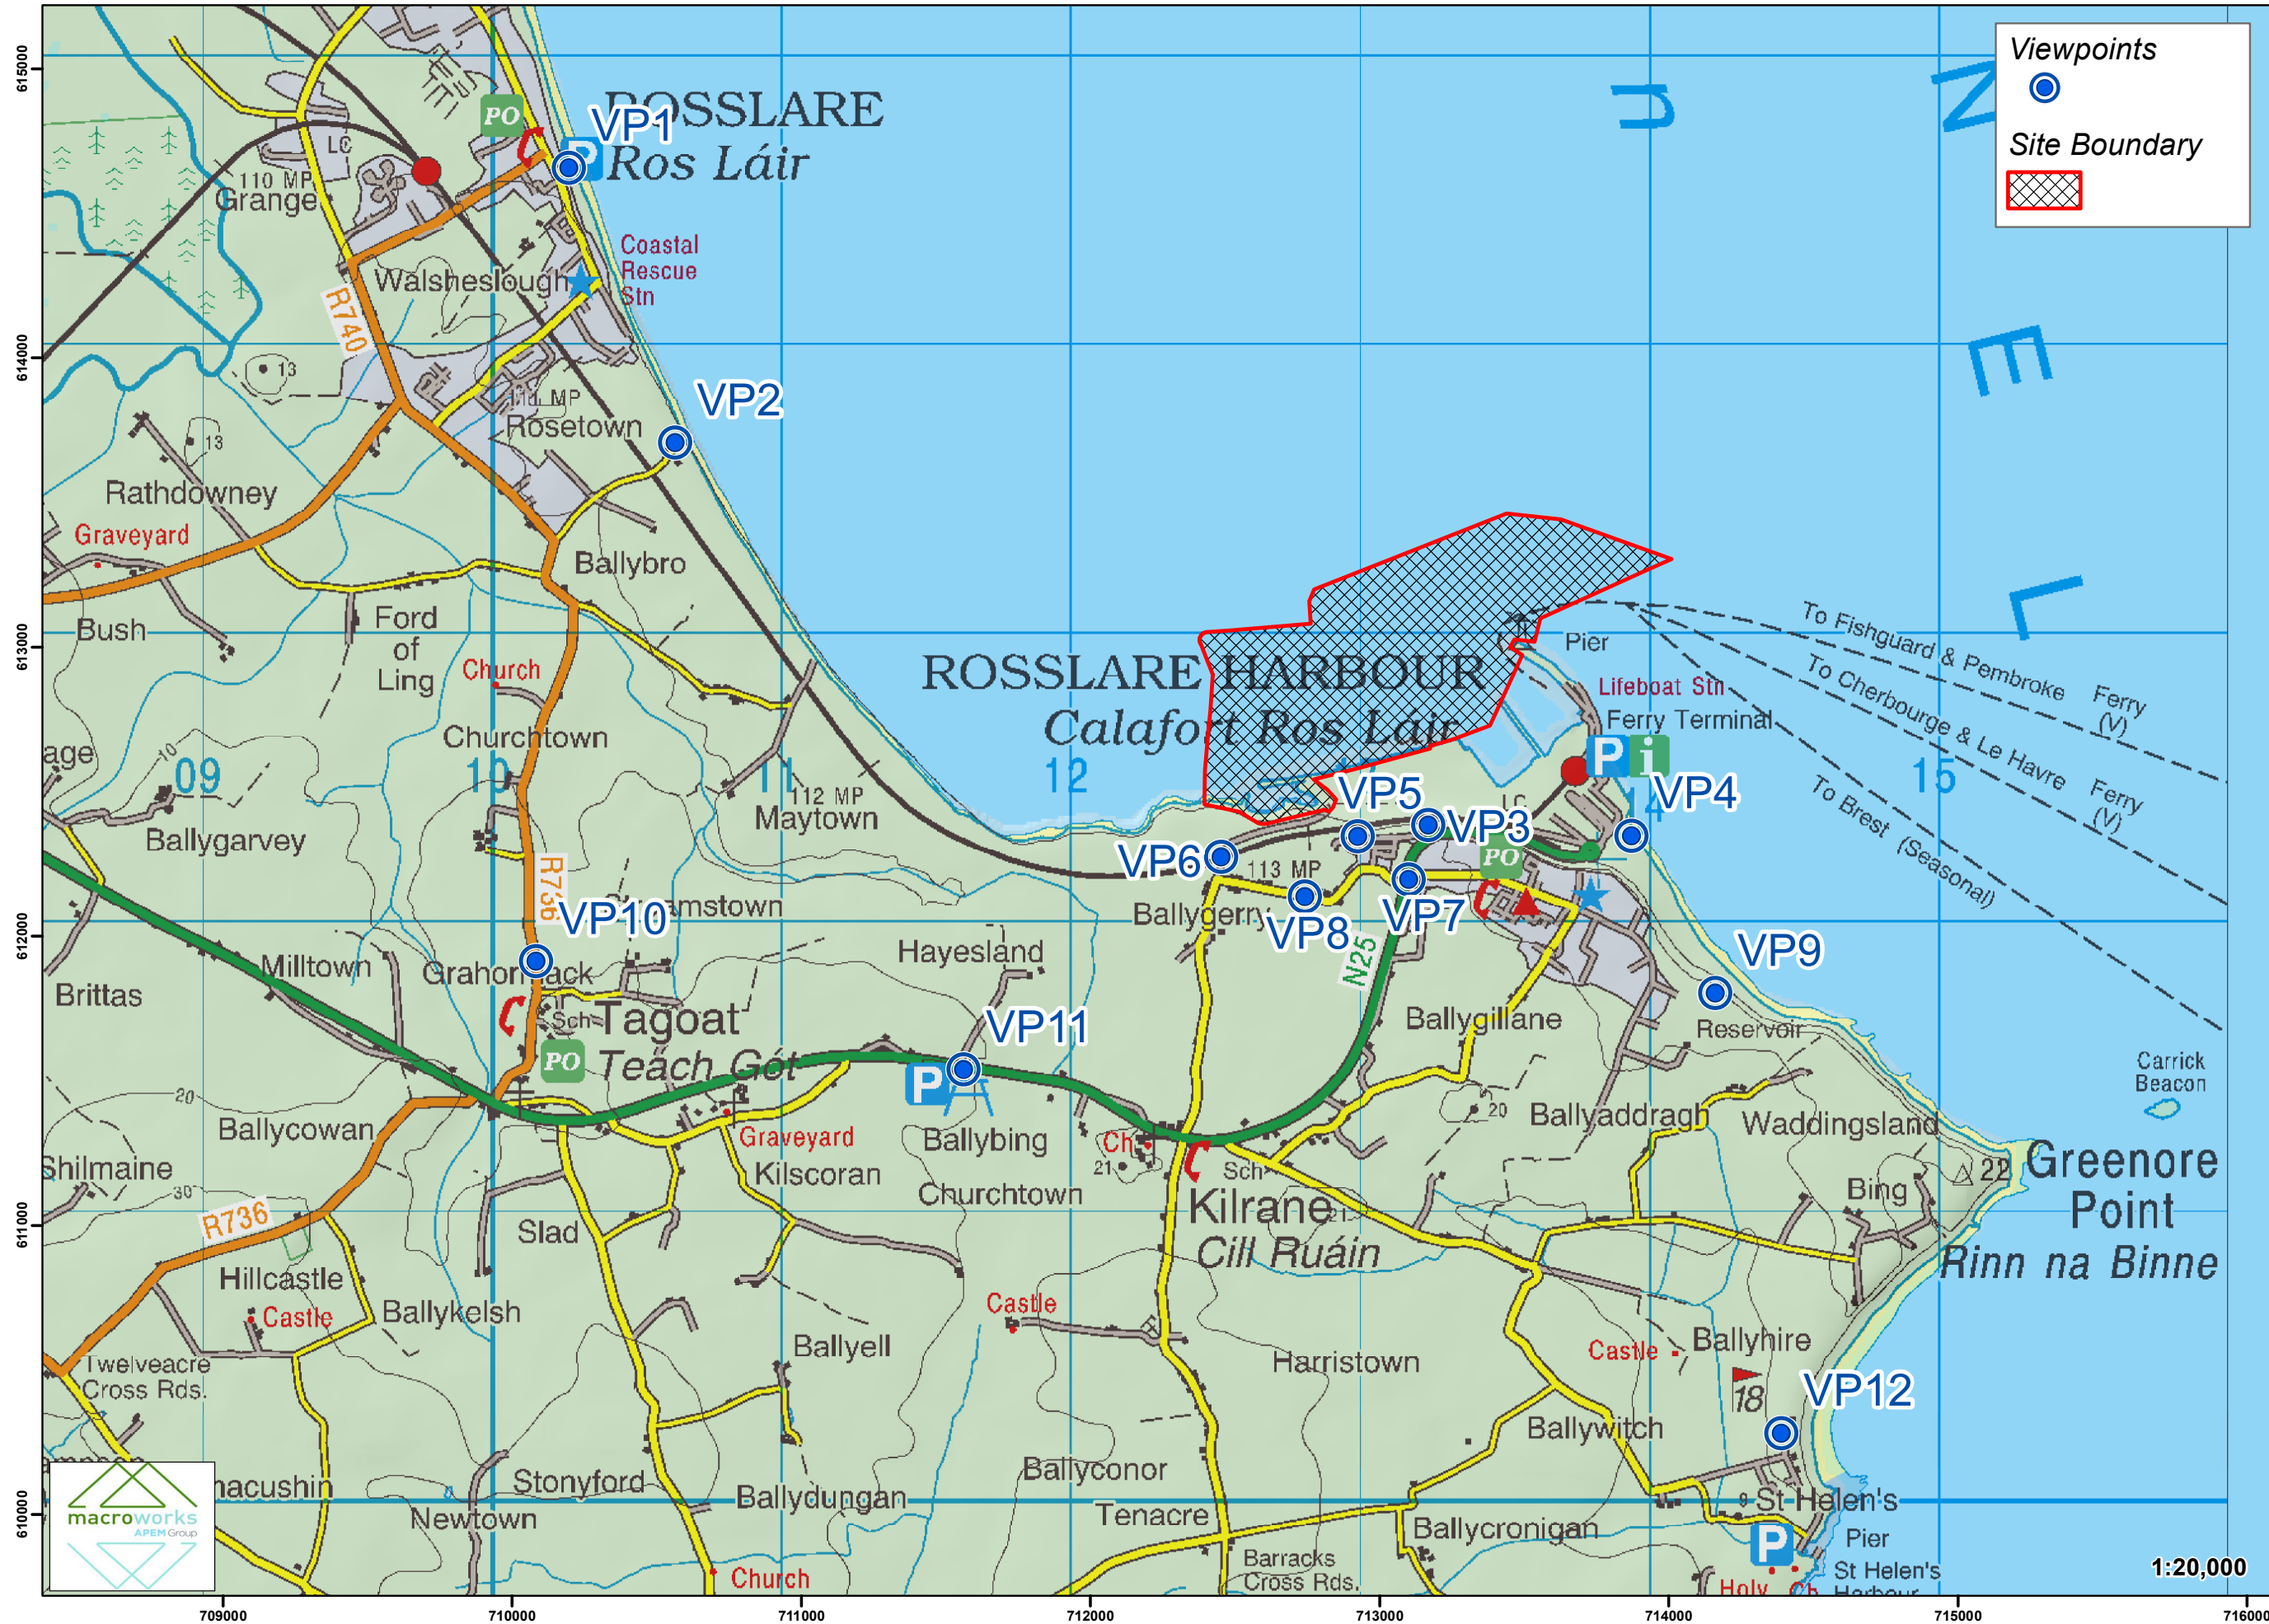 Viewpoints
Site Boundary
ROSSLARE
Ros Láir
VP1
PO
P
LC
110 MP
Grange
Coastal
Rescue
Stn
Walsheslough
R740
13
13
111 MP
VP2
Rosetown
Rathdowney
Graveyard
Ballybro
Bush
Ford
of
Ling
Church
Churchtown
ROSSLARE HARBOUR
Calafort Ros Láir
Pier
Lifeboat Stn
Ferry Terminal
P
i
To Fishguard & Pembroke
Ferry
(V)
To Cherbourge & Le Havre
Ferry
(V)
To Brest (Seasonal)
n
N
E
L
09
10
11
12
14
15
10
112 MP
Maytown
Ballygarvey
VP5
VP4
LC
VP3
PO
VP6
113 MP
R736
VP10
Ballygerry
VP8
VP7
N25
VP9
Hayesland
Milltown
Brittas
Sch
Tagoat
Teach Gót
PO
VP11
P
Ballygillane
Reservoir
Carrick
Beacon
20
Ballycowan
Graveyard
Kilscoran
Ballybing
Churchtown
Ch
21
Sch
20
Ballyaddragh
Waddingsland
Shilmaine
30
R736
Slad
Kilrane
Cill Ruáin
21
Bing
22
Greenore
Point
Rinn na Binne
Hillcastle
Castle
Ballykelsh
Castle
Ballyell
Harristown
Castle
Ballyhire
Twelveacre
Cross Rds.
18
VP12
Ballywitch
Stonyford
Newtown
Ballydungan
Ballyconor
Tenacre
9
St Helen's
Pier
P
Ballycronigan
Barracks
Cross Rds.
Church
St Helen's
Harbour
Holy
Ch
macroworks
APEM Group
1:20,000
615000
614000
613000
612000
611000
610000
709000
710000
711000
712000
713000
714000
715000
716000